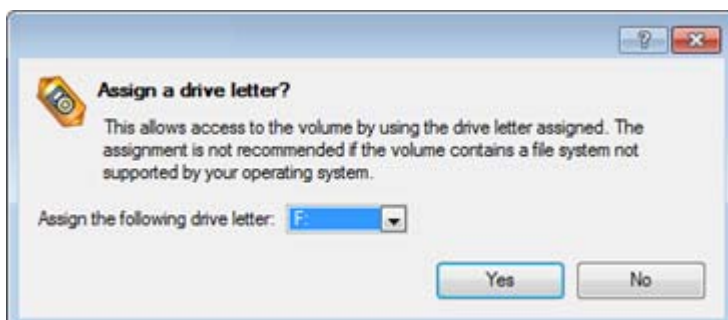 ?
Assign a drive letter?
This allows access to the volume by using the drive letter assigned. The
assignment is not recommended if the volume contains a file system not
supported by your operating system.
Assign the following drive letter: F:
Yes No